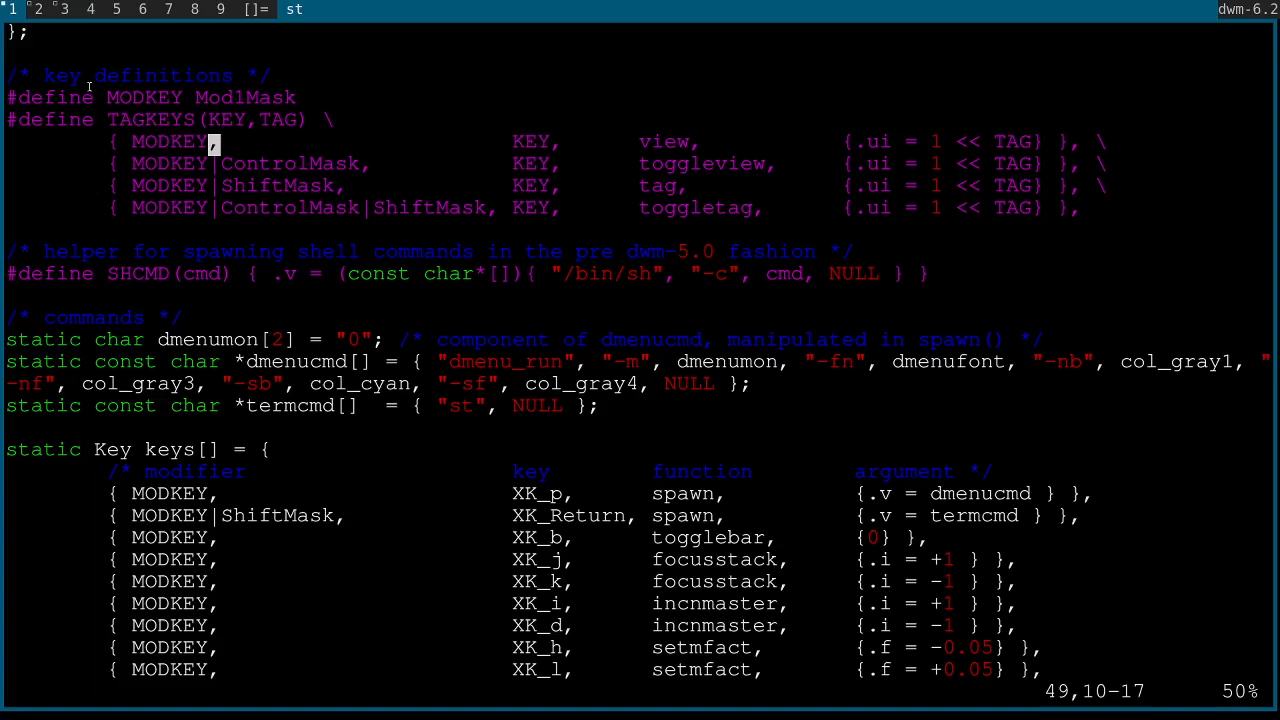 1 2 3 4 5 6 7 8 9 []= st dwm-6.2
};
/* key definitions */
#define MODKEY Mod1Mask
#define TAGKEYS(KEY,TAG) \
{ MODKEY, KEY, view, {.ui = 1 << TAG} }, \
{ MODKEY|ControlMask, KEY, toggleview, {.ui = 1 << TAG} }, \
{ MODKEY|ShiftMask, KEY, tag, {.ui = 1 << TAG} }, \
{ MODKEY|ControlMask|ShiftMask, KEY, toggletag, {.ui = 1 << TAG} },
/* helper for spawning shell commands in the pre dwm-5.0 fashion */
#define SHCMD(cmd) { .v = (const char*[]){ "/bin/sh", "-c", cmd, NULL } }
/* commands */
static char dmenumon[2] = "0"; /* component of dmenucmd, manipulated in spawn() */
static const char *dmenucmd[] = { "dmenu_run", "-m", dmenumon, "-fn", dmenufont, "-nb", col_gray1, "
-nf", col_gray3, "-sb", col_cyan, "-sf", col_gray4, NULL };
static const char *termcmd[]  = { "st", NULL };
static Key keys[] = {
/* modifier key function argument */
{ MODKEY, XK_p, spawn, {.v = dmenucmd } },
{ MODKEY|ShiftMask, XK_Return, spawn, {.v = termcmd } },
{ MODKEY, XK_b, togglebar, {0} },
{ MODKEY, XK_j, focusstack, {.i = +1 } },
{ MODKEY, XK_k, focusstack, {.i = -1 } },
{ MODKEY, XK_i, incnmaster, {.i = +1 } },
{ MODKEY, XK_d, incnmaster, {.i = -1 } },
{ MODKEY, XK_h, setmfact, {.f = -0.05} },
{ MODKEY, XK_l, setmfact, {.f = +0.05} },
49,10-17 50%